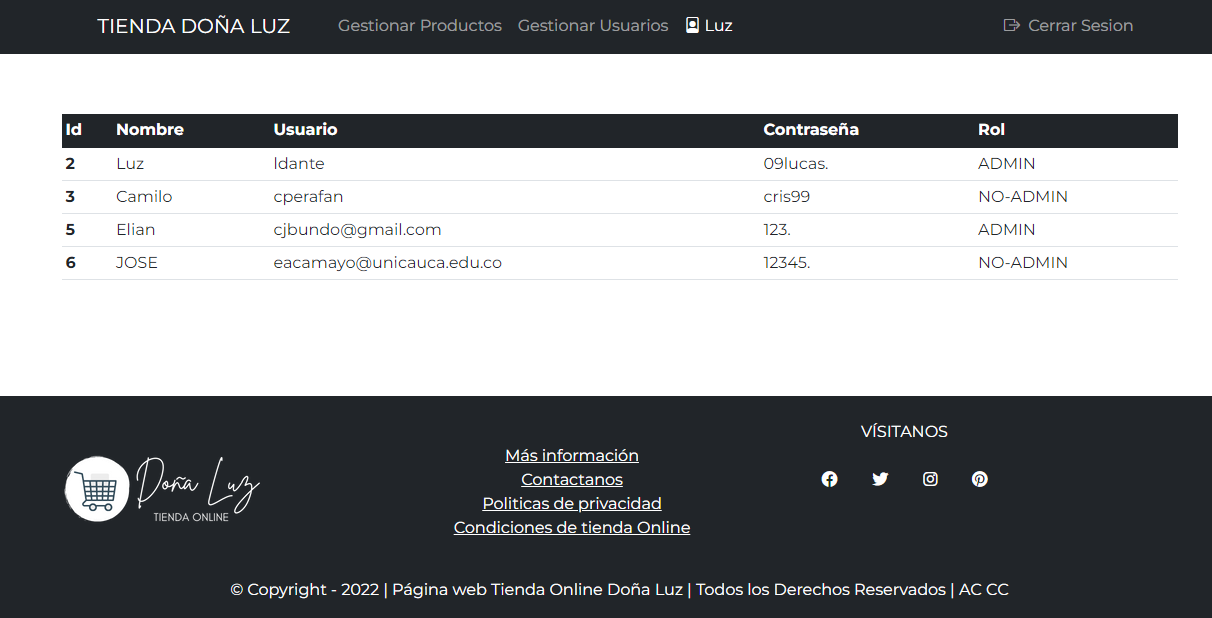 TIENDA DOÑA LUZ Gestionar Productos Gestionar Usuarios Luz Cerrar Sesion
Id Nombre Usuario Contraseña Rol
2 Luz ldante 09lucas. ADMIN
3 Camilo cperafan cris99 NO-ADMIN
5 Elian cjbundo@gmail.com 123. ADMIN
6 JOSE eacamayo@unicauca.edu.co 12345. NO-ADMIN
Doña Luz
TIENDA ONLINE
Más información
Contactanos
Politicas de privacidad
Condiciones de tienda Online
VÍSITANOS
© Copyright - 2022 | Página web Tienda Online Doña Luz | Todos los Derechos Reservados | AC CC